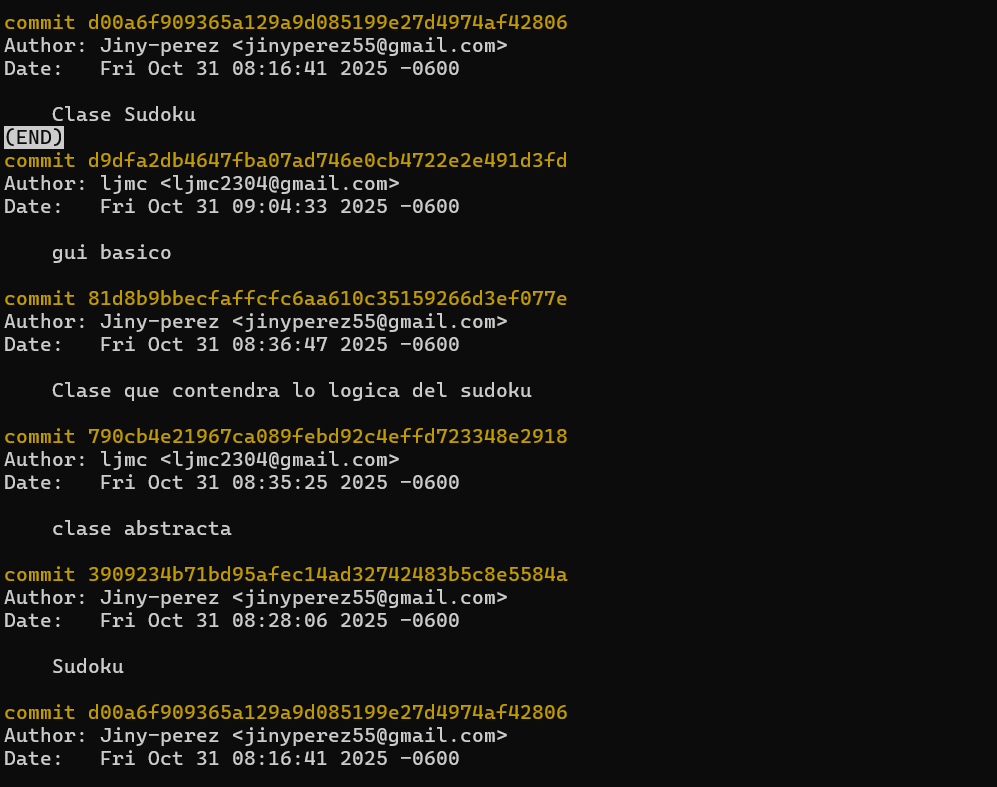 commit d00a6f909365a129a9d085199e27d4974af42806
Author: Jiny-perez <jinyperez55@gmail.com>
Date:   Fri Oct 31 08:16:41 2025 -0600
    Clase Sudoku
(END)
commit d9dfa2db4647fba07ad746e0cb4722e2e491d3fd
Author: ljmc <ljmc2304@gmail.com>
Date:   Fri Oct 31 09:04:33 2025 -0600
    gui basico
commit 81d8b9bbecfaffcfc6aa610c35159266d3ef077e
Author: Jiny-perez <jinyperez55@gmail.com>
Date:   Fri Oct 31 08:36:47 2025 -0600
    Clase que contendra lo logica del sudoku
commit 790cb4e21967ca089febd92c4effd723348e2918
Author: ljmc <ljmc2304@gmail.com>
Date:   Fri Oct 31 08:35:25 2025 -0600
    clase abstracta
commit 3909234b71bd95afec14ad32742483b5c8e5584a
Author: Jiny-perez <jinyperez55@gmail.com>
Date:   Fri Oct 31 08:28:06 2025 -0600
    Sudoku
commit d00a6f909365a129a9d085199e27d4974af42806
Author: Jiny-perez <jinyperez55@gmail.com>
Date:   Fri Oct 31 08:16:41 2025 -0600